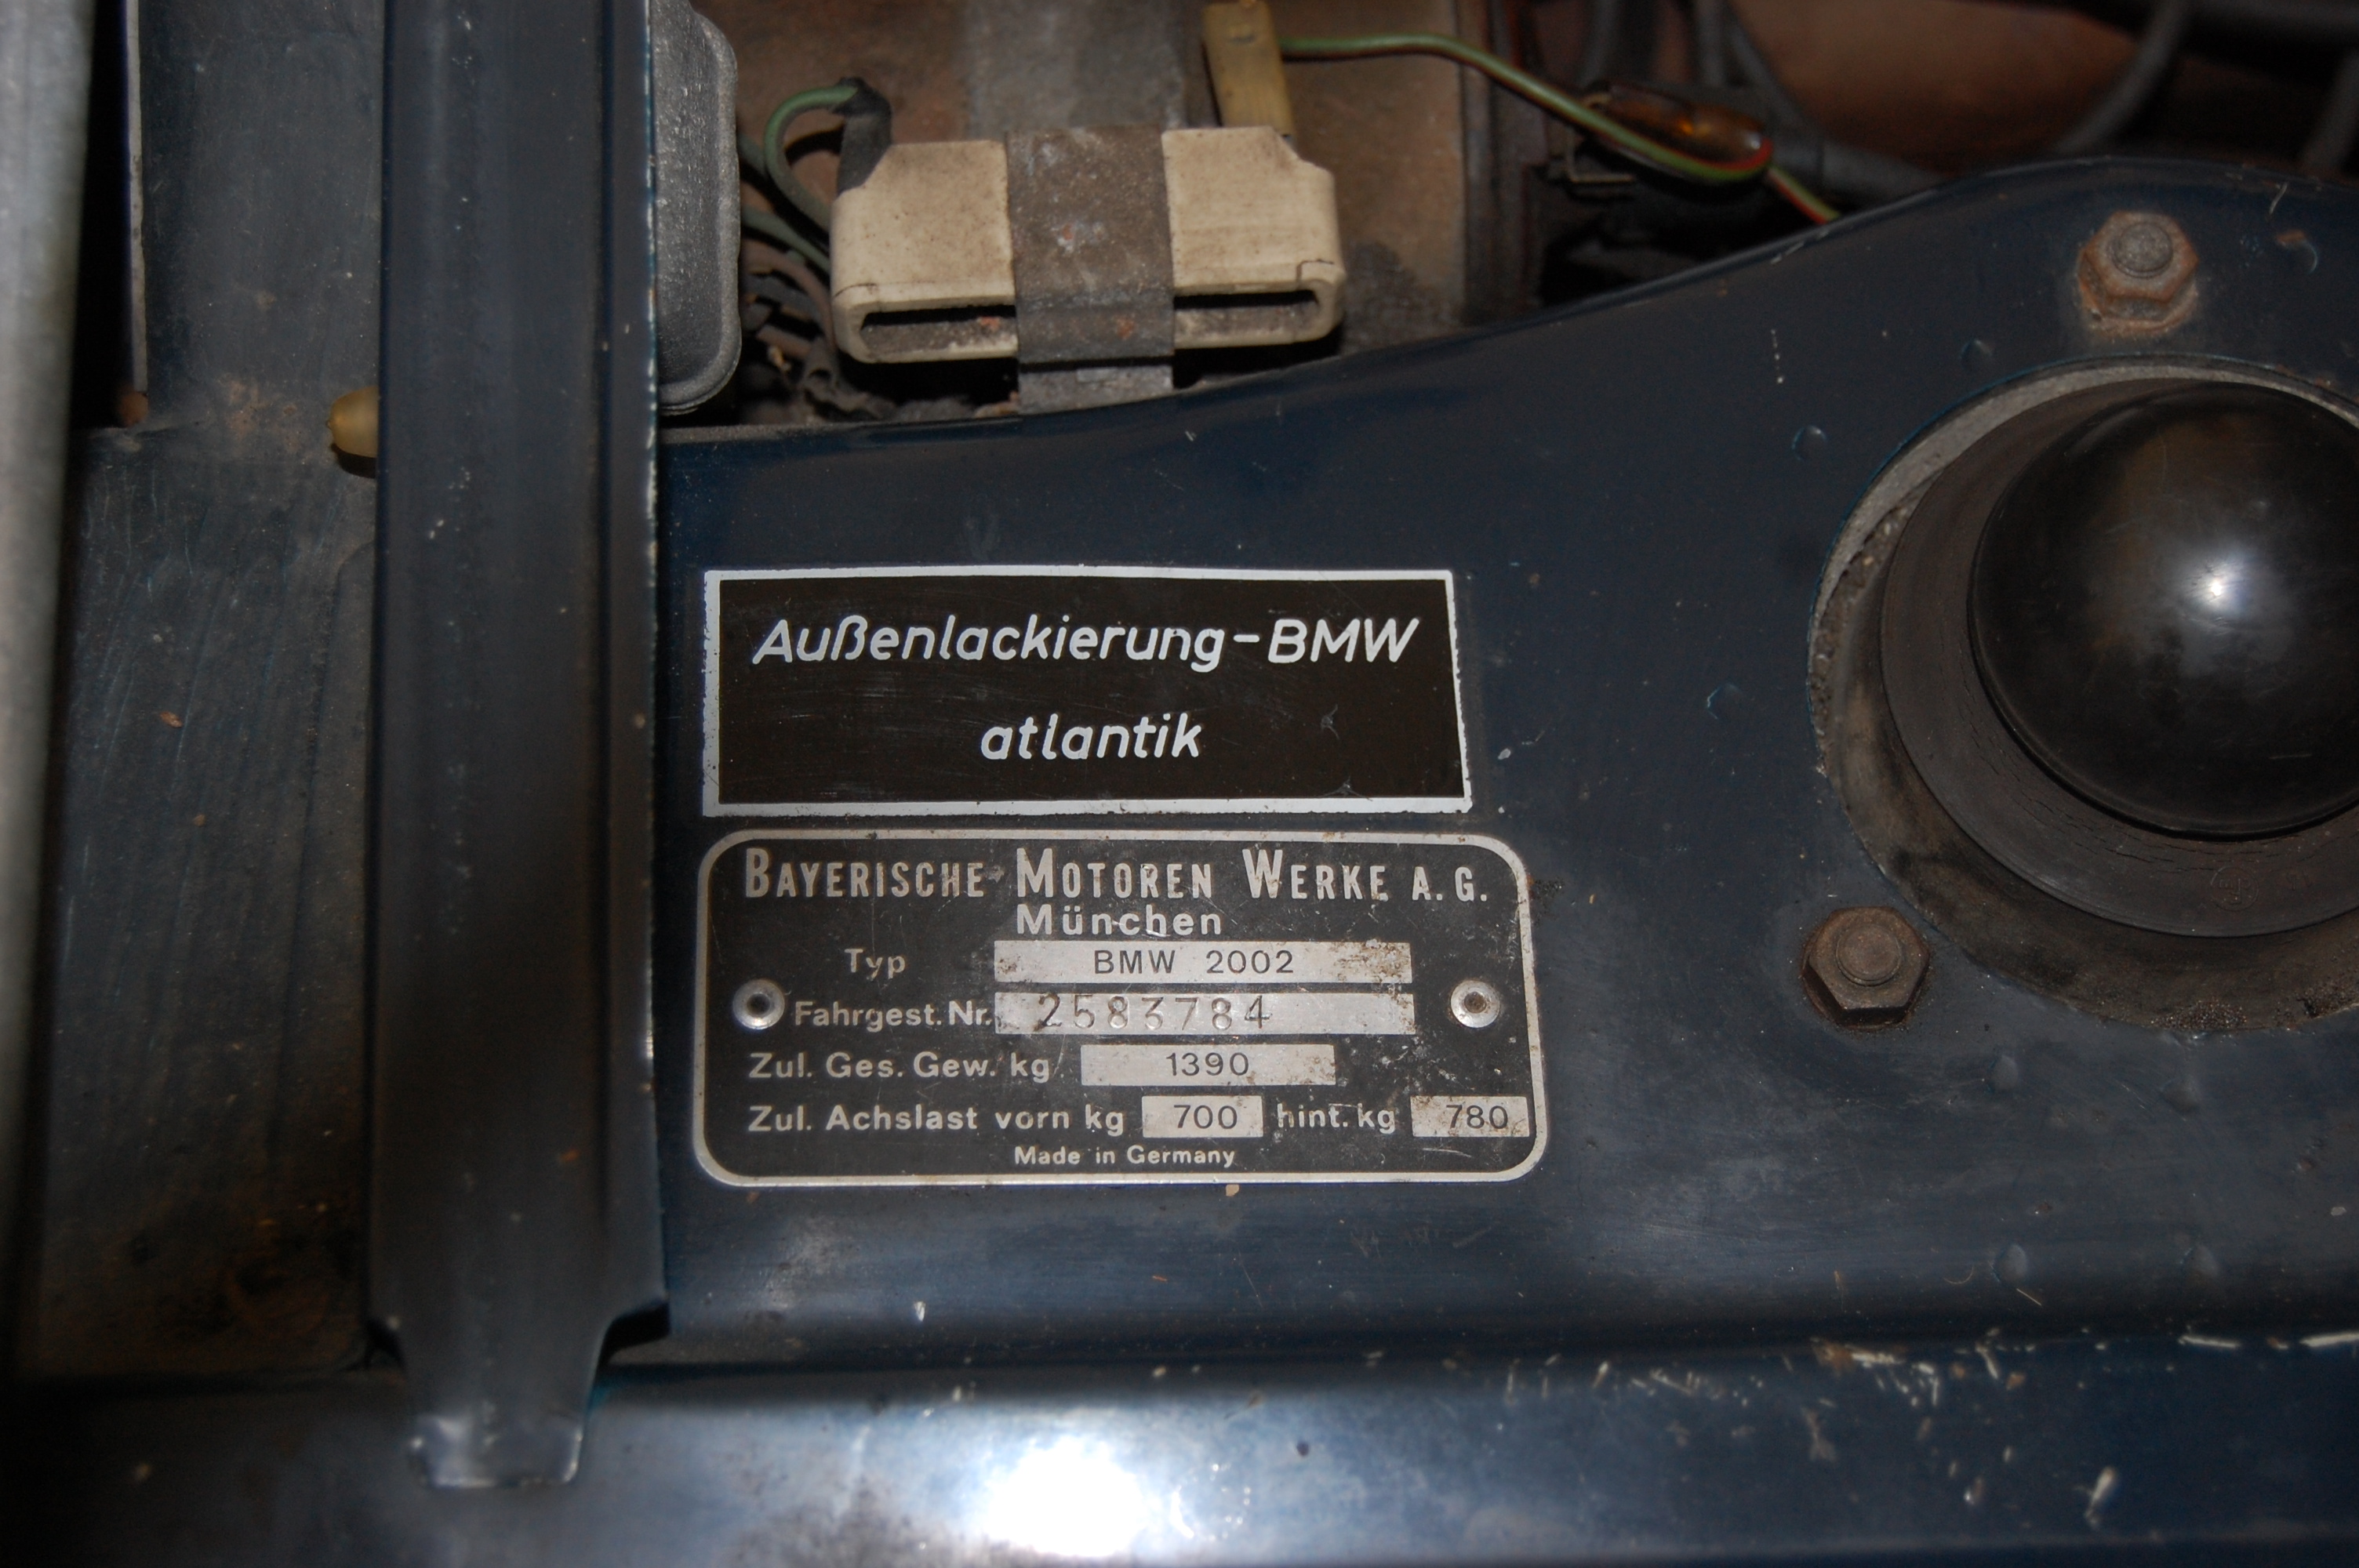 Außenlackierung-BMW
atlantik
BAYERISCHE MOTOREN WERKE A.G.
München
Typ BMW 2002
Fahrgest.Nr. 2583784
Zul. Ges. Gew. kg 1390
Zul. Achslast vorn kg 700 hint. kg 780
Made in Germany